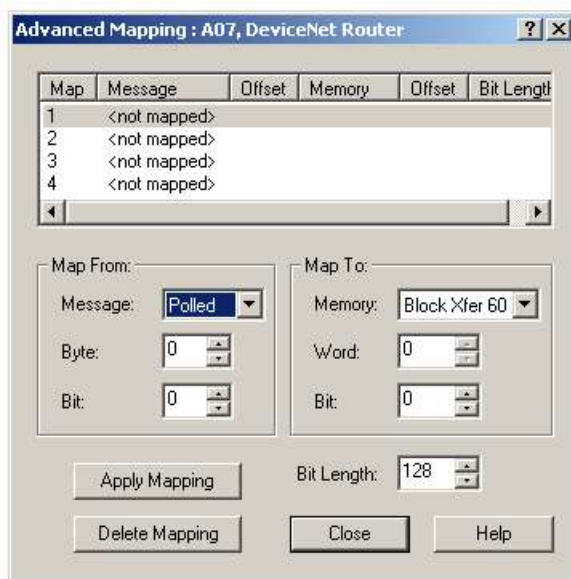 Advanced Mapping : A07, DeviceNet Router
? ×
Map Message Offset Memory Offset Bit Length
1 <not mapped>
2 <not mapped>
3 <not mapped>
4 <not mapped>
Map From:
Message: Polled
Byte: 0
Bit: 0
Map To:
Memory: Block Xfer 60
Word: 0
Bit: 0
Bit Length: 128
Apply Mapping
Delete Mapping
Close
Help